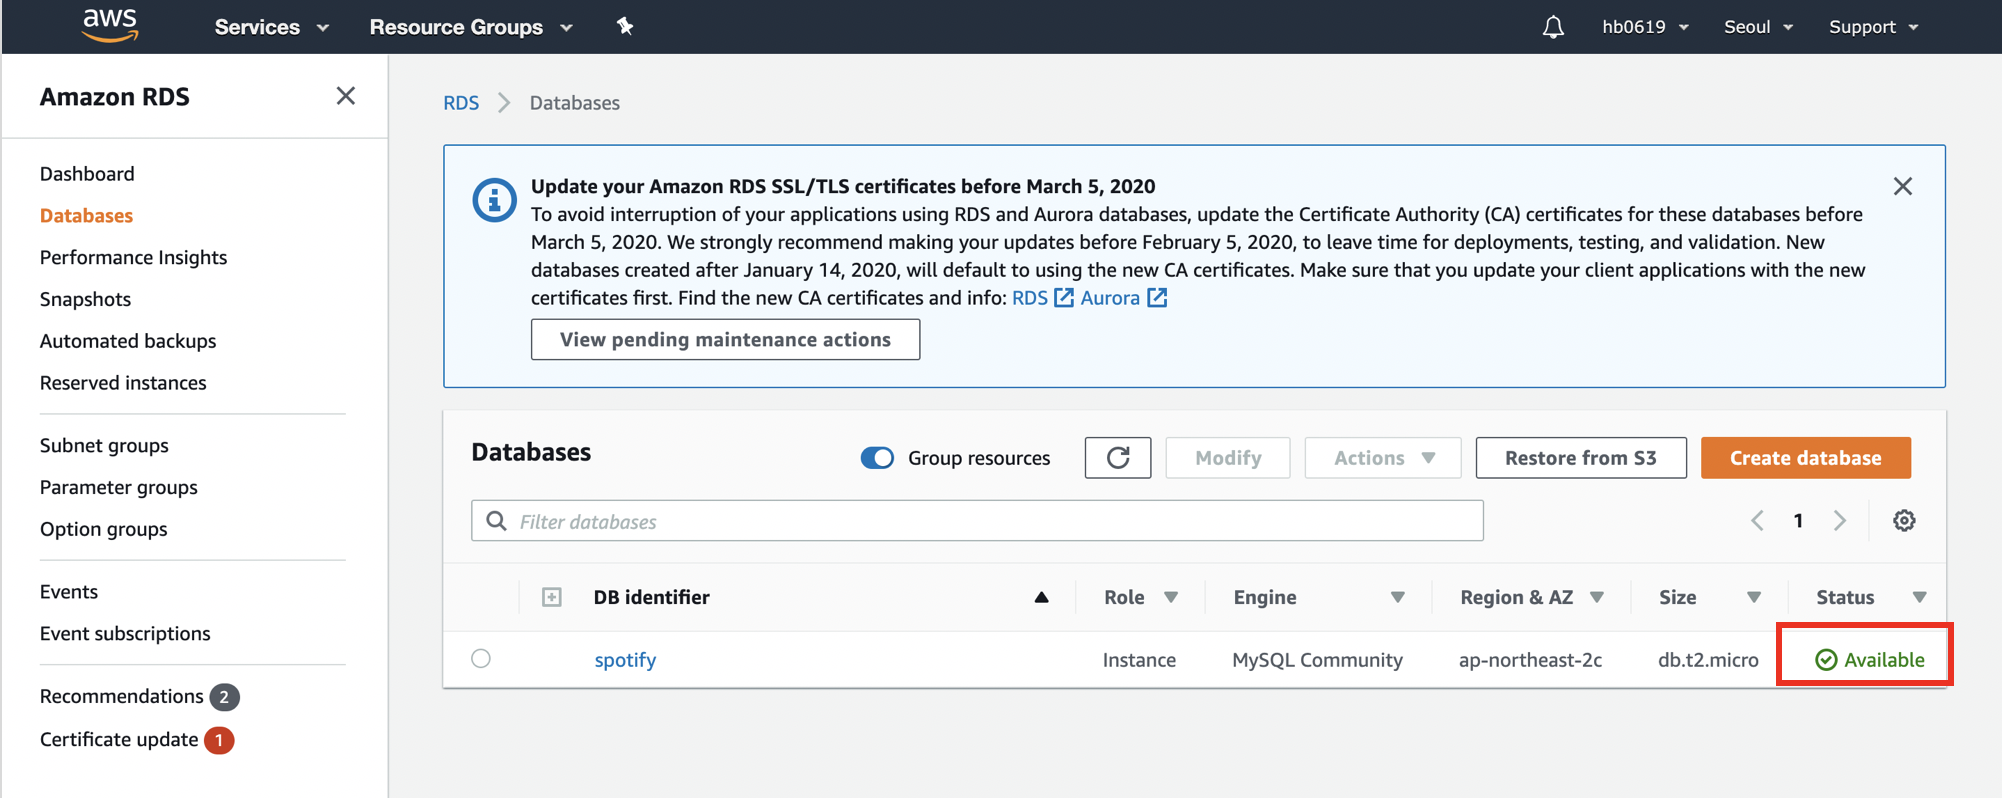 aws Services Resource Groups hb0619 Seoul Support
Amazon RDS
Dashboard
Databases
Performance Insights
Snapshots
Automated backups
Reserved instances
Subnet groups
Parameter groups
Option groups
Events
Event subscriptions
Recommendations 2
Certificate update 1
RDS Databases
Update your Amazon RDS SSL/TLS certificates before March 5, 2020
To avoid interruption of your applications using RDS and Aurora databases, update the Certificate Authority (CA) certificates for these databases before
March 5, 2020. We strongly recommend making your updates before February 5, 2020, to leave time for deployments, testing, and validation. New
databases created after January 14, 2020, will default to using the new CA certificates. Make sure that you update your client applications with the new
certificates first. Find the new CA certificates and info: RDS Aurora
View pending maintenance actions
Databases Group resources Modify Actions Restore from S3 Create database
Filter databases 1
DB identifier Role Engine Region & AZ Size Status
spotify Instance MySQL Community ap-northeast-2c db.t2.micro Available